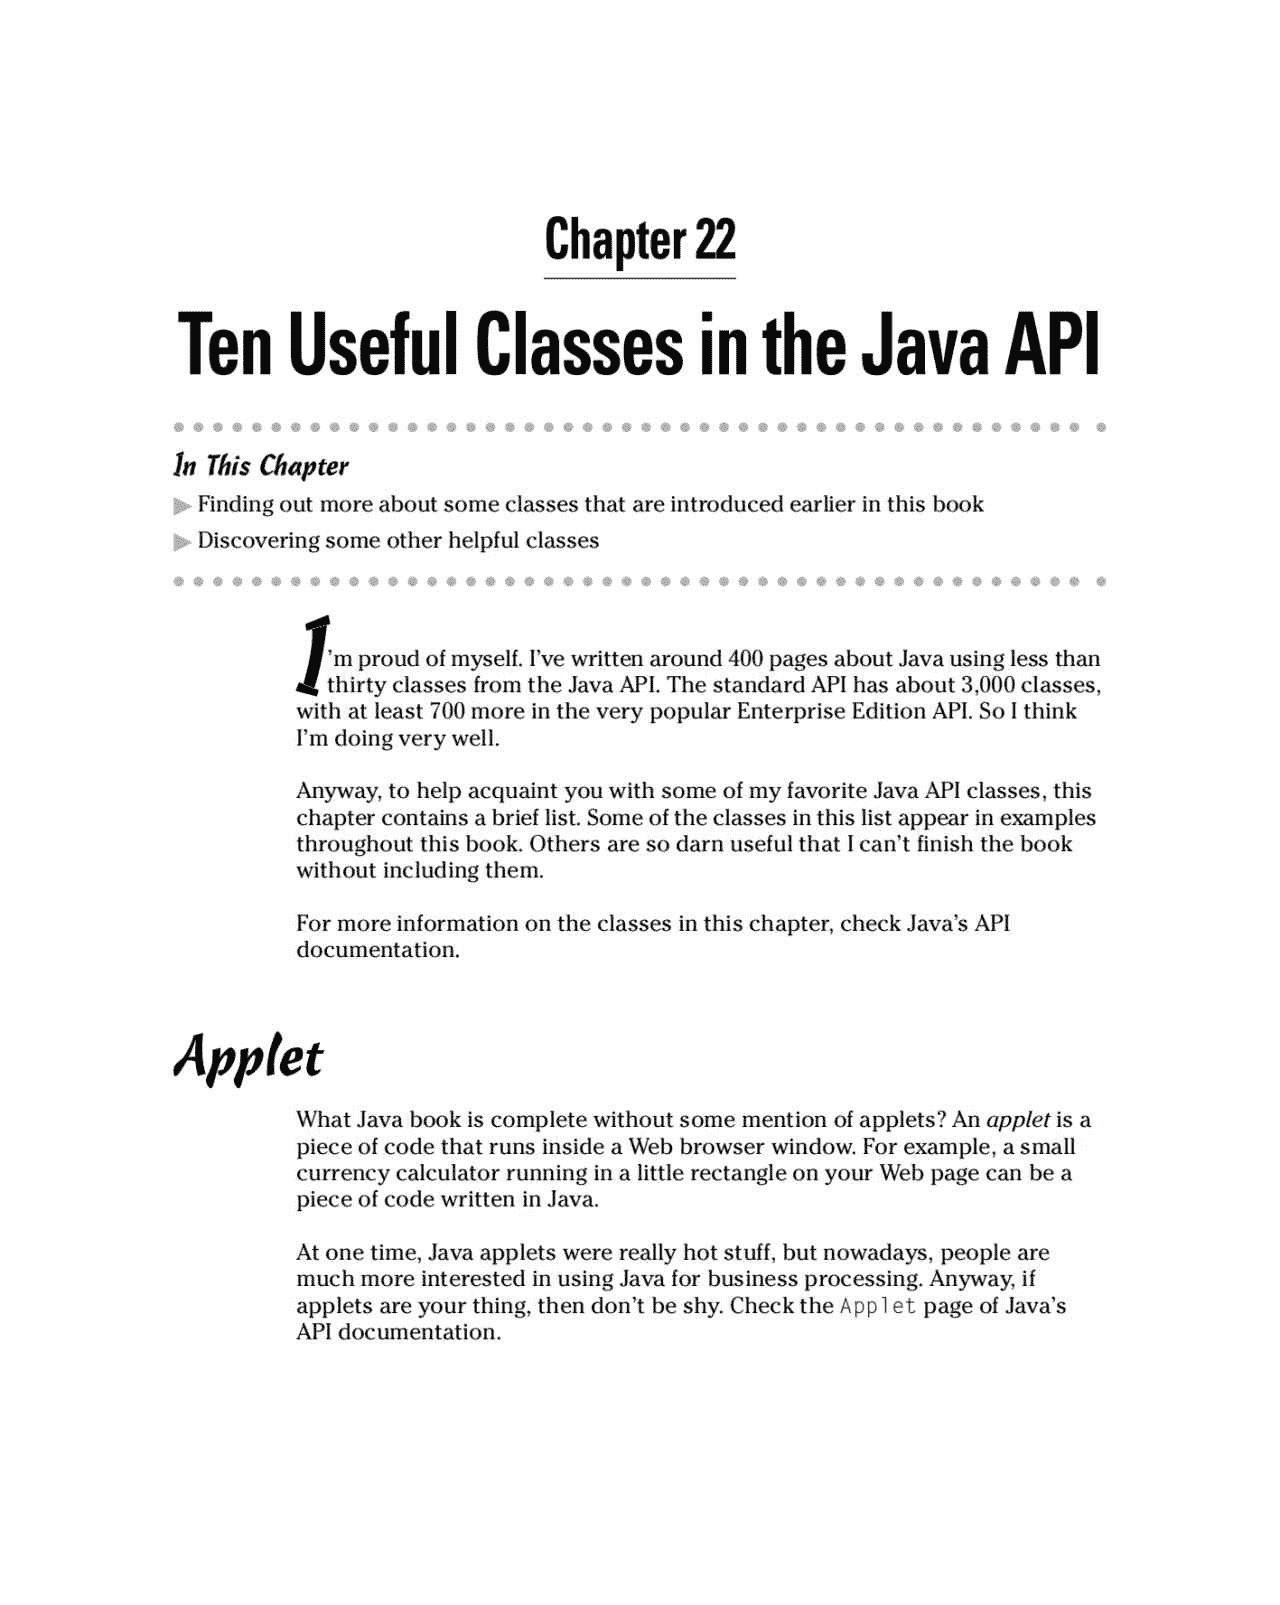 Chapter 22
Ten Useful Classes in the Java API
In This Chapter
Finding out more about some classes that are introduced earlier in this book
Discovering some other helpful classes
I'm proud of myself. I've written around 400 pages about Java using less than
thirty classes from the Java API. The standard API has about 3,000 classes,
with at least 700 more in the very popular Enterprise Edition API. So I think
I'm doing very well.
Anyway, to help acquaint you with some of my favorite Java API classes, this
chapter contains a brief list. Some of the classes in this list appear in examples
throughout this book. Others are so darn useful that I can't finish the book
without including them.
For more information on the classes in this chapter, check Java's API
documentation.
Applet
What Java book is complete without some mention of applets? An applet is a
piece of code that runs inside a Web browser window. For example, a small
currency calculator running in a little rectangle on your Web page can be a
piece of code written in Java.
At one time, Java applets were really hot stuff, but nowadays, people are
much more interested in using Java for business processing. Anyway, if
applets are your thing, then don't be shy. Check the Applet page of Java's
API documentation.